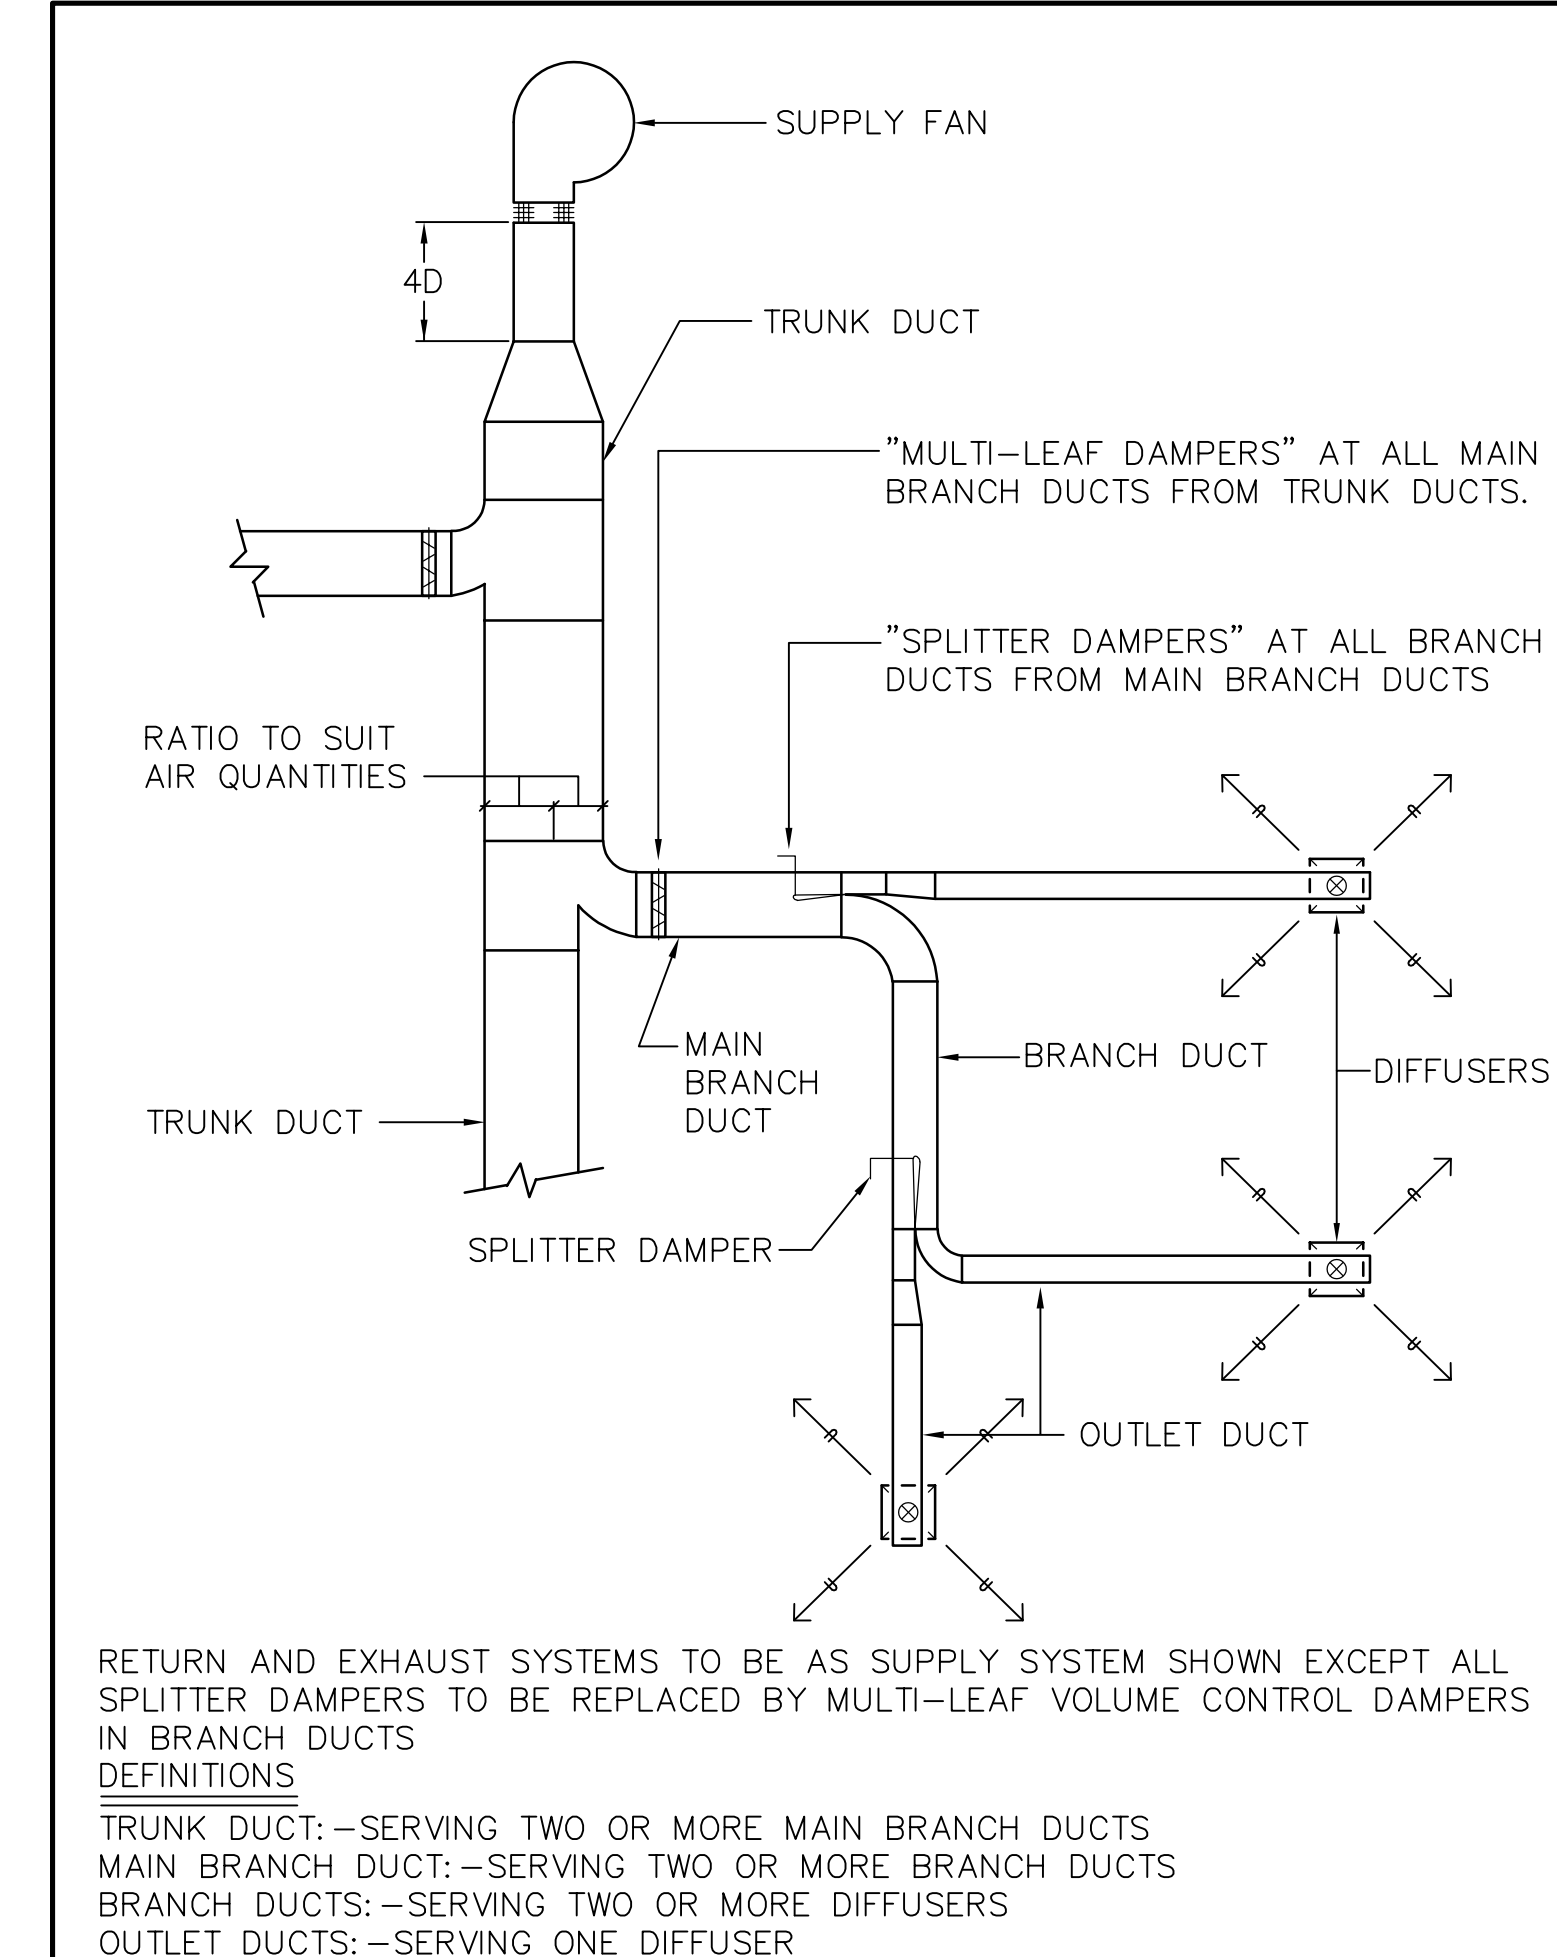 SUPPLY FAN
4D
TRUNK DUCT
"MULTI-LEAF DAMPERS" AT ALL MAIN
BRANCH DUCTS FROM TRUNK DUCTS.
"SPLITTER DAMPERS" AT ALL BRANCH
DUCTS FROM MAIN BRANCH DUCTS
RATIO TO SUIT
AIR QUANTITIES
MAIN
BRANCH
DUCT
BRANCH DUCT
DIFFUSERS
TRUNK DUCT
SPLITTER DAMPER
OUTLET DUCT
RETURN AND EXHAUST SYSTEMS TO BE AS SUPPLY SYSTEM SHOWN EXCEPT ALL
SPLITTER DAMPERS TO BE REPLACED BY MULTI-LEAF VOLUME CONTROL DAMPERS
IN BRANCH DUCTS
DEFINITIONS
TRUNK DUCT:-SERVING TWO OR MORE MAIN BRANCH DUCTS
MAIN BRANCH DUCT:-SERVING TWO OR MORE BRANCH DUCTS
BRANCH DUCTS:-SERVING TWO OR MORE DIFFUSERS
OUTLET DUCTS:-SERVING ONE DIFFUSER